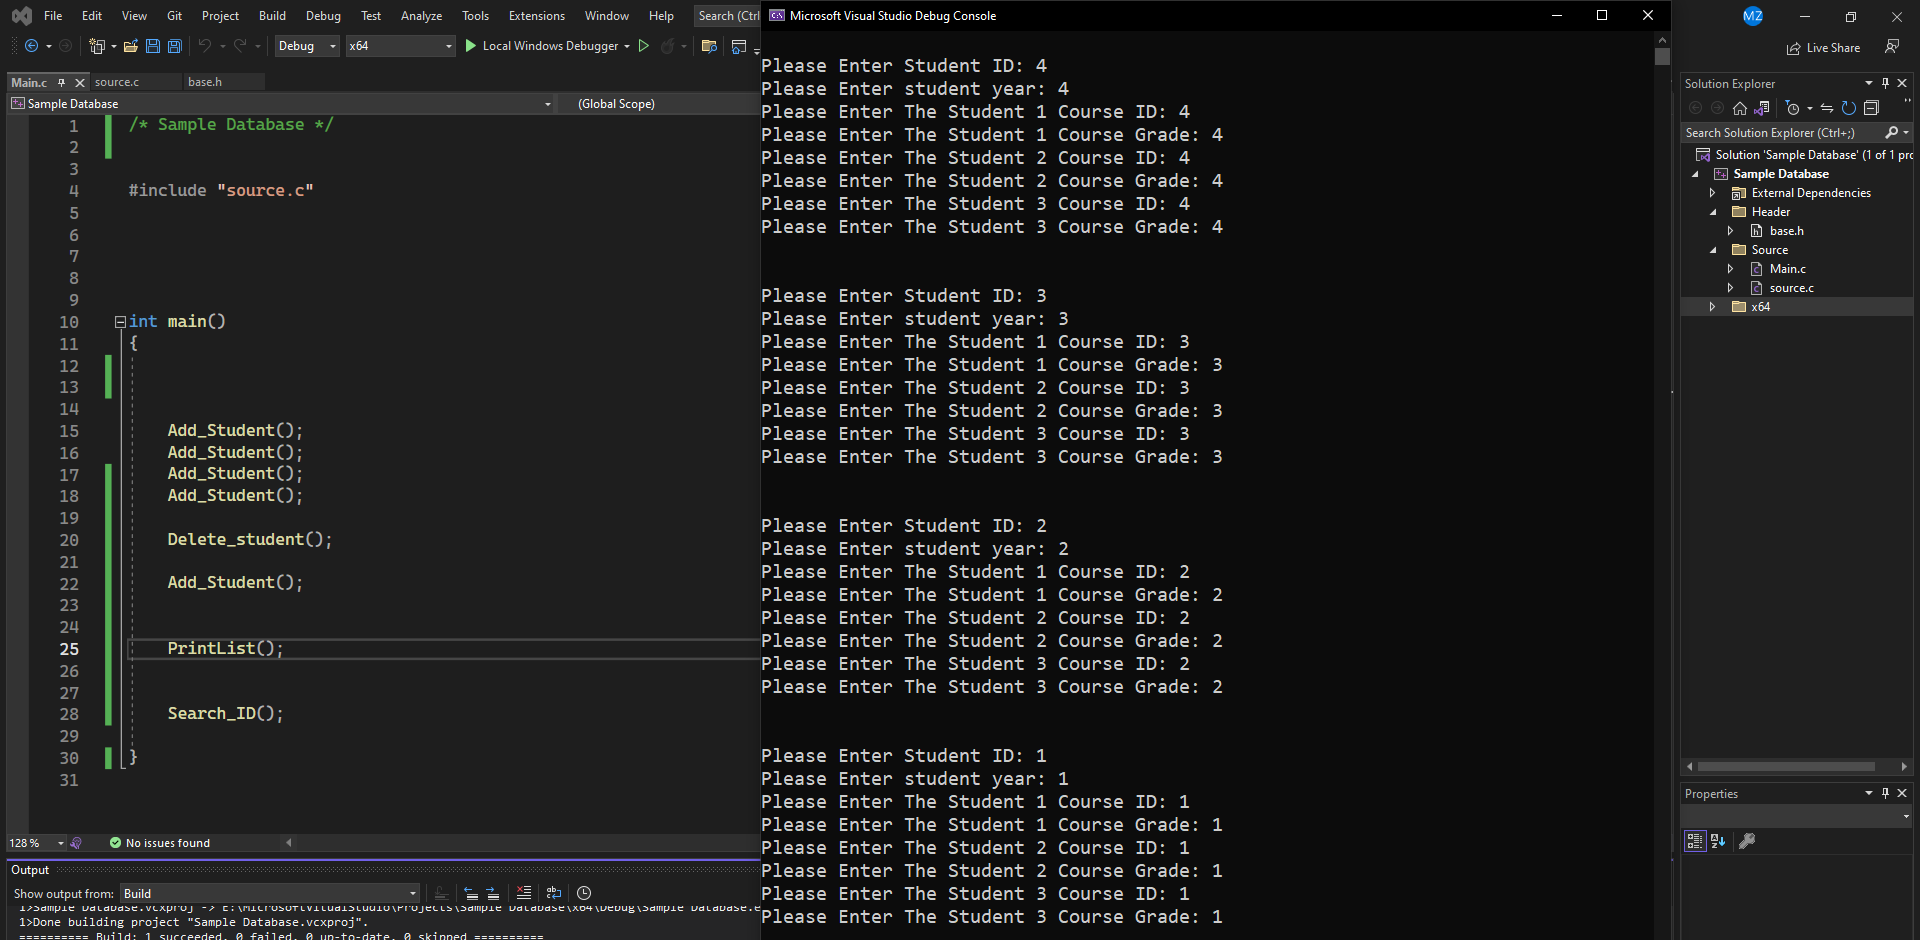 File Edit View Git Project Build Debug Test Analyze Tools Extensions Window Help Search (Ctrl
Microsoft Visual Studio Debug Console
MZ
Debug x64 Local Windows Debugger
Live Share
Main.c source.c base.h
Sample Database (Global Scope)
1 /* Sample Database */
2
3
4 #include "source.c"
5
6
7
8
9
10 int main()
11 {
12
13
14
15 Add_Student();
16 Add_Student();
17 Add_Student();
18 Add_Student();
19
20 Delete_student();
21
22 Add_Student();
23
24
25 PrintList();
26
27
28 Search_ID();
29
30 }
31
128 % No issues found
Output
Show output from: Build
1>Sample Database.vcxproj -> E:\MicrosoftVitualStudio\Projects\Sample Database\x64\Debug\Sample Database.e
1>Done building project "Sample Database.vcxproj".
========== Build: 1 succeeded, 0 failed, 0 up-to-date, 0 skipped ==========
Please Enter Student ID: 4
Please Enter student year: 4
Please Enter The Student 1 Course ID: 4
Please Enter The Student 1 Course Grade: 4
Please Enter The Student 2 Course ID: 4
Please Enter The Student 2 Course Grade: 4
Please Enter The Student 3 Course ID: 4
Please Enter The Student 3 Course Grade: 4
Please Enter Student ID: 3
Please Enter student year: 3
Please Enter The Student 1 Course ID: 3
Please Enter The Student 1 Course Grade: 3
Please Enter The Student 2 Course ID: 3
Please Enter The Student 2 Course Grade: 3
Please Enter The Student 3 Course ID: 3
Please Enter The Student 3 Course Grade: 3
Please Enter Student ID: 2
Please Enter student year: 2
Please Enter The Student 1 Course ID: 2
Please Enter The Student 1 Course Grade: 2
Please Enter The Student 2 Course ID: 2
Please Enter The Student 2 Course Grade: 2
Please Enter The Student 3 Course ID: 2
Please Enter The Student 3 Course Grade: 2
Please Enter Student ID: 1
Please Enter student year: 1
Please Enter The Student 1 Course ID: 1
Please Enter The Student 1 Course Grade: 1
Please Enter The Student 2 Course ID: 1
Please Enter The Student 2 Course Grade: 1
Please Enter The Student 3 Course ID: 1
Please Enter The Student 3 Course Grade: 1
Solution Explorer
Search Solution Explorer (Ctrl+;)
Solution 'Sample Database' (1 of 1 pro
Sample Database
External Dependencies
Header
base.h
Source
Main.c
source.c
x64
Properties